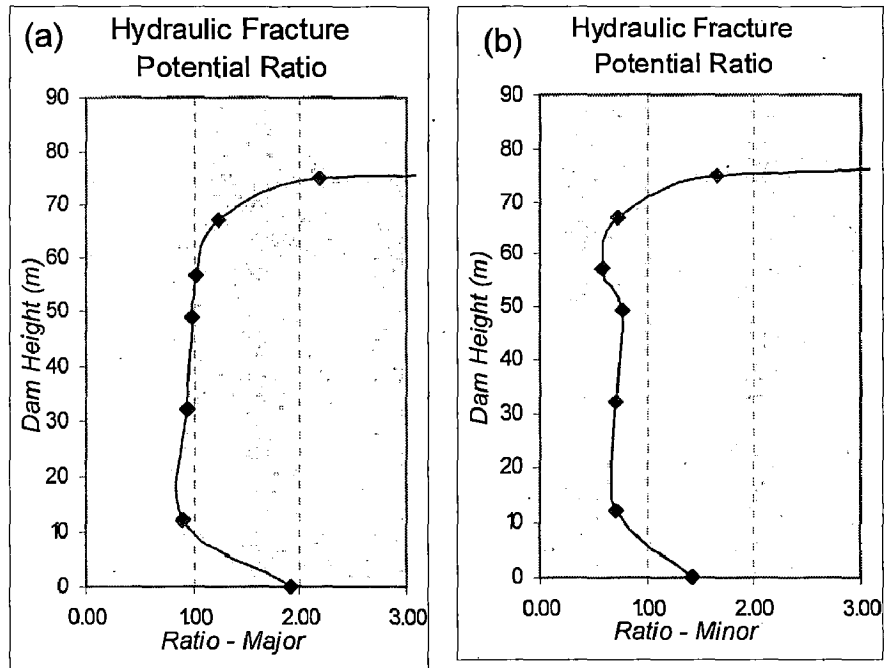 (a) Hydraulic Fracture
Potential Ratio
90
80
70
60
50
40
30
20
10
0
Dam Height (m)
0.00 1.00 2.00 3.00
Ratio - Major
(b) Hydraulic Fracture
Potential Ratio
90
80
70
60
50
40
30
20
10
0
Dam Height (m)
0.00 1.00 2.00 3.00
Ratio - Minor